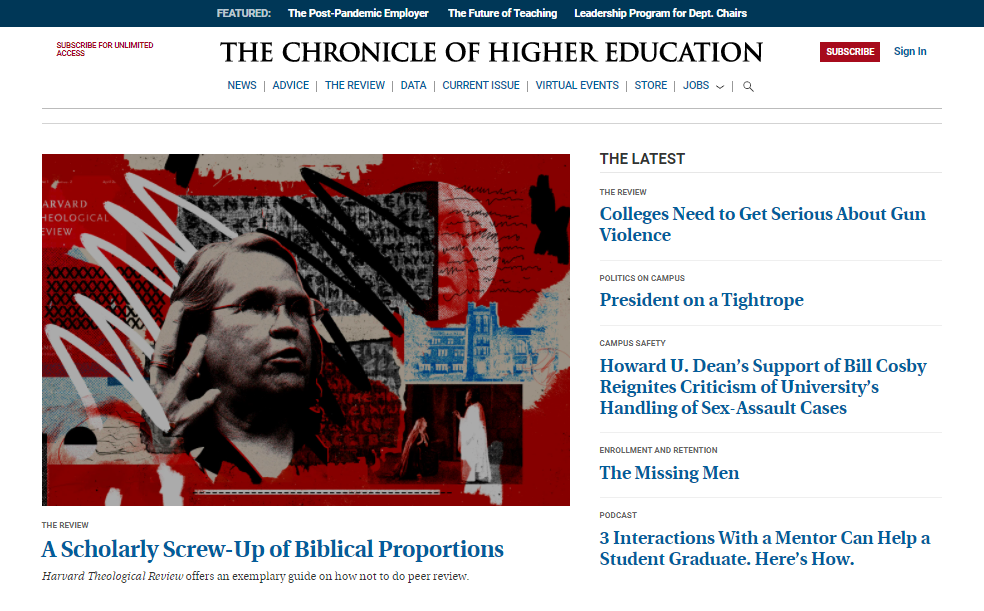 FEATURED: The Post-Pandemic Employer The Future of Teaching Leadership Program for Dept. Chairs
SUBSCRIBE FOR UNLIMITED
ACCESS
THE CHRONICLE OF HIGHER EDUCATION
SUBSCRIBE Sign In
NEWS | ADVICE | THE REVIEW | DATA | CURRENT ISSUE | VIRTUAL EVENTS | STORE | JOBS |
ARVARD
HEOLOGICAL
EVIEW
THE REVIEW
A Scholarly Screw-Up of Biblical Proportions
Harvard Theological Review offers an exemplary guide on how not to do peer review.
THE LATEST
THE REVIEW
Colleges Need to Get Serious About Gun
Violence
POLITICS ON CAMPUS
President on a Tightrope
CAMPUS SAFETY
Howard U. Dean’s Support of Bill Cosby
Reignites Criticism of University’s
Handling of Sex-Assault Cases
ENROLLMENT AND RETENTION
The Missing Men
PODCAST
3 Interactions With a Mentor Can Help a
Student Graduate. Here’s How.